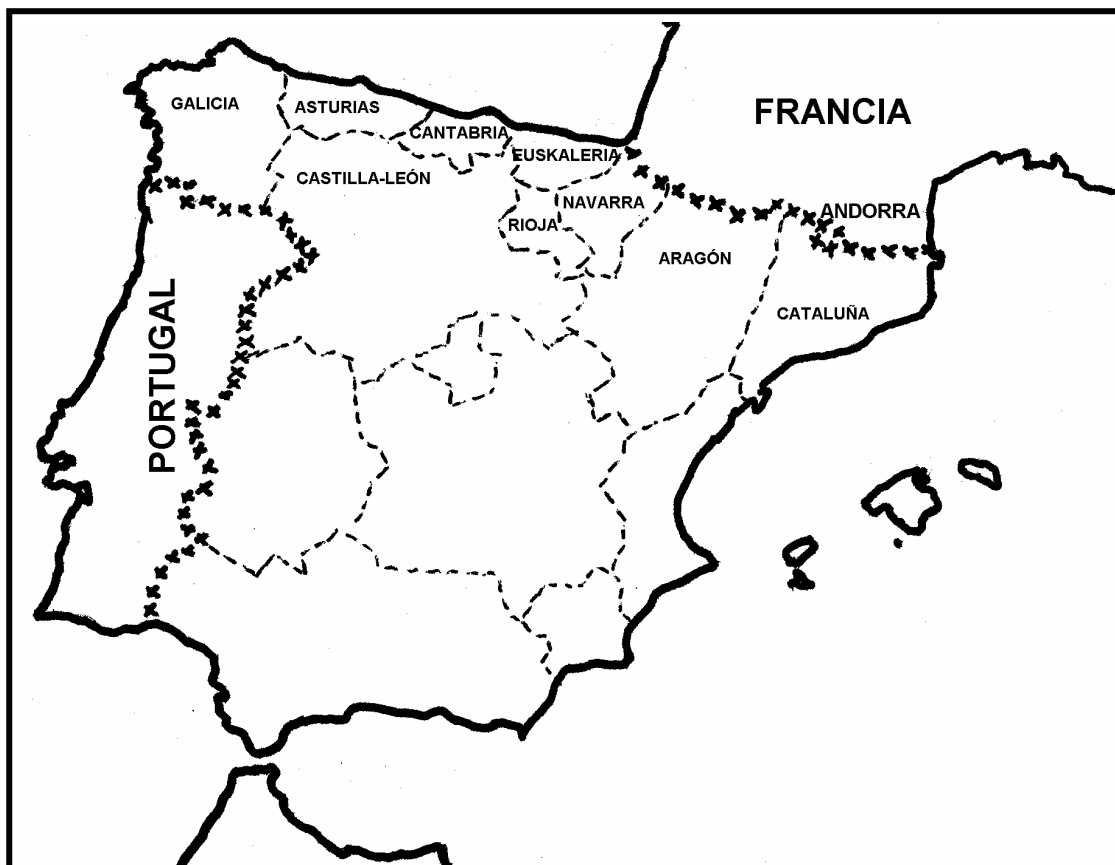 FRANCIA
GALICIA
ASTURIAS
CANTABRIA
EUSKALERIA
CASTILLA-LEÓN
NAVARRA
ANDORRA
RIOJA
ARAGÓN
CATALUÑA
PORTUGAL